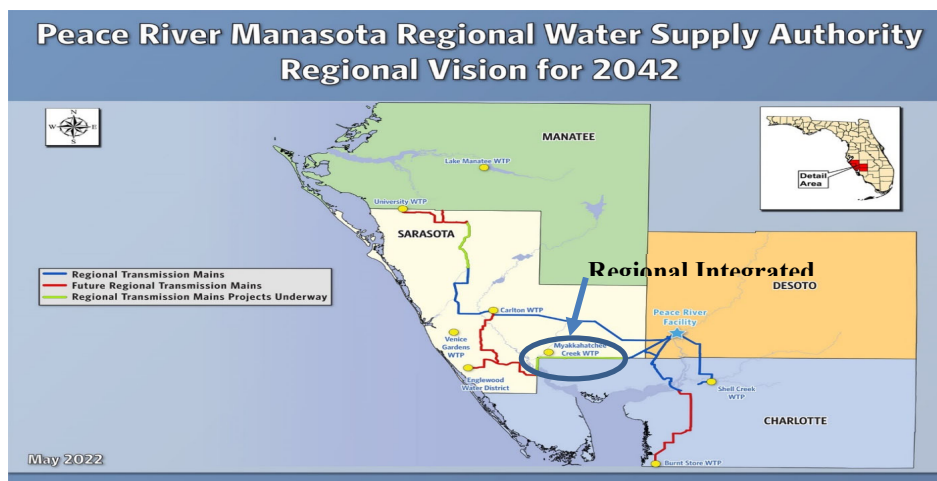 Peace River Manasota Regional Water Supply Authority
Regional Vision for 2042
N
W
E
S
MANATEE
Lake Manatee WTP
Detail
Area
University WTP
SARASOTA
Regional Transmission Mains
Future Regional Transmission Mains
Regional Transmission Mains Projects Underway
Regional Integrated
DESOTO
Carlton WTP
Peace River
Facility
Venice
Gardens
WTP
Myakkahatchee
Creek WTP
Englewood
Water District
Shell Creek
WTP
CHARLOTTE
May 2022
Burnt Store WTP